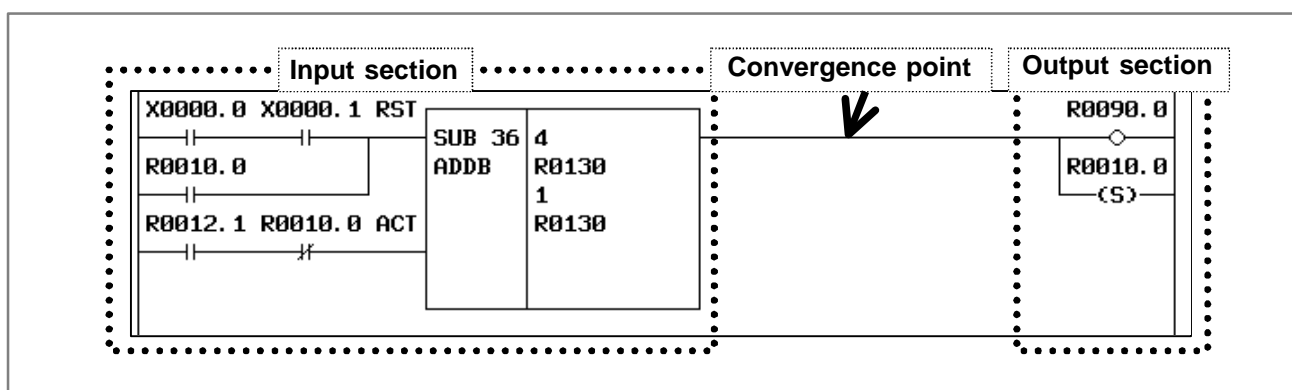 Input section
Convergence point
Output section
X0000.0 X0000.1 RST
R0090.0
SUB 36 4
R0010.0 ADDB R0130
R0010.0
1
(S)
R0012.1 R0010.0 ACT
R0130